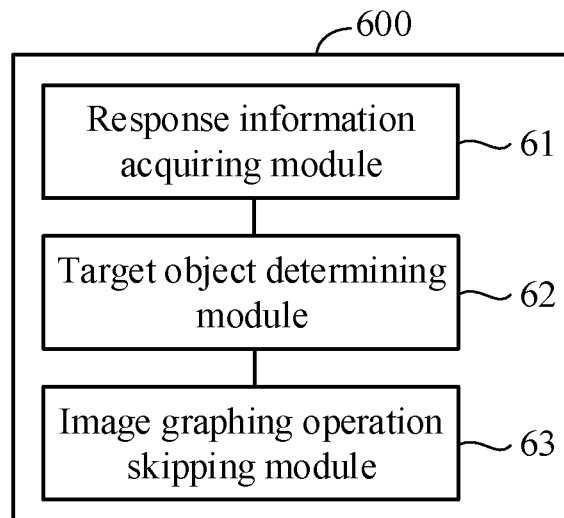 600
Response information
acquiring module
61
Target object determining
module
62
Image graphing operation
skipping module
63